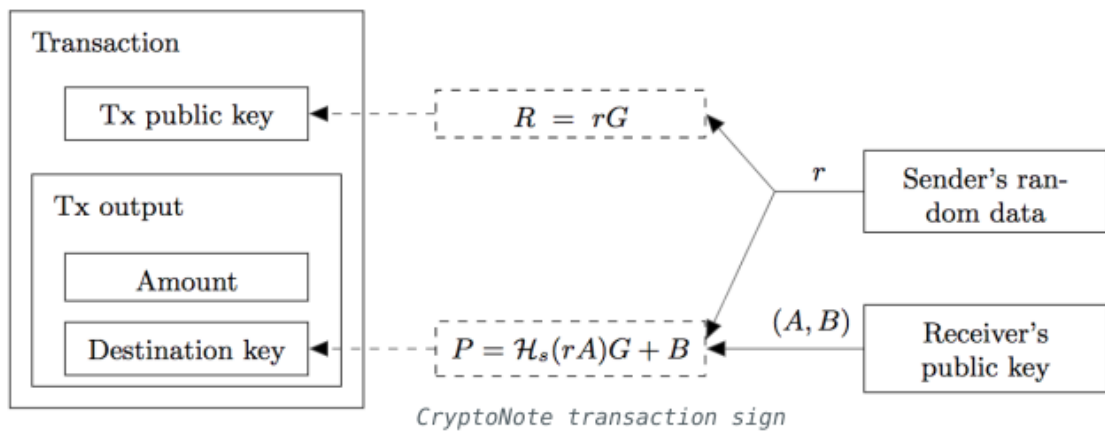 Transaction
Tx public key
R = rG
r
Sender's ran-
dom data
Tx output
Amount
Destination key
P = ℋₛ(rA)G + B
(A, B)
Receiver's
public key
CryptoNote transaction sign